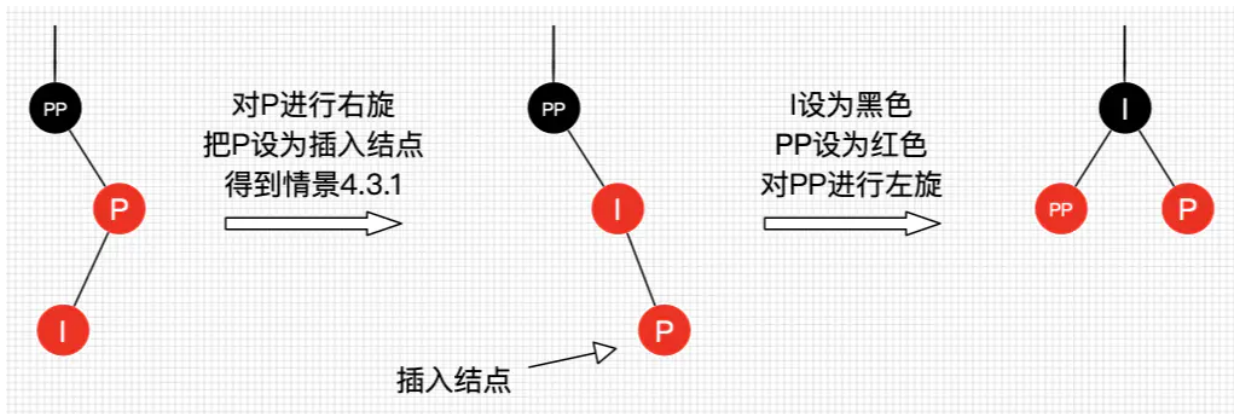 PP
P
I
对P进行右旋
把P设为插入结点
得到情景4.3.1
PP
I
P
插入结点
I设为黑色
PP设为红色
对PP进行左旋
I
PP
P